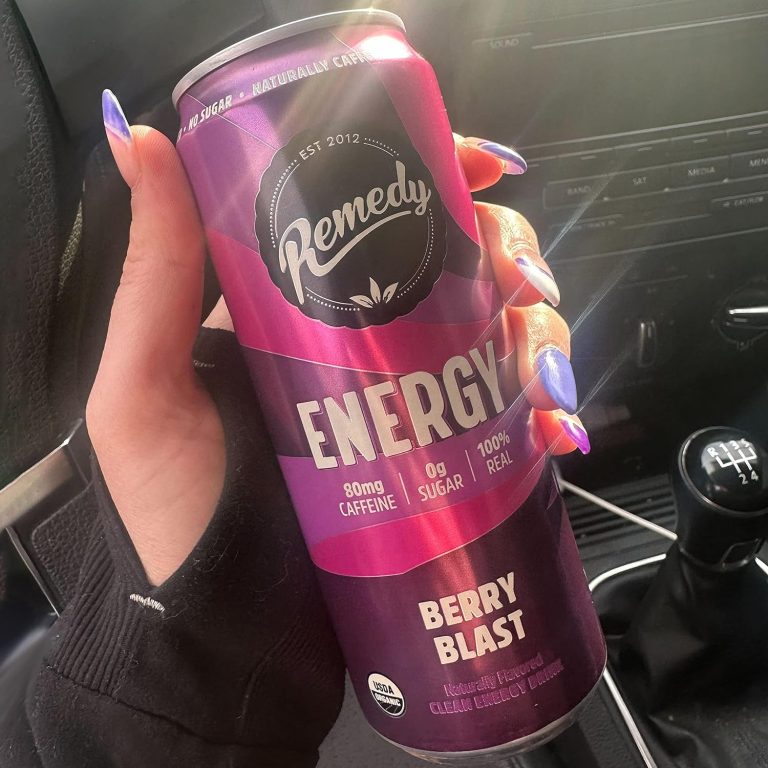 • NO SUGAR • NATURALLY CAFF
EST 2012
Remedy
ENERGY
80mg
CAFFEINE
0g
SUGAR
100%
REAL
BERRY
BLAST
Naturally Flavored
CLEAN ENERGY DRINK
USDA
ORGANIC
SOUND
BAND
SAT
MEDIA
MENU
R 1 3 5
2 4